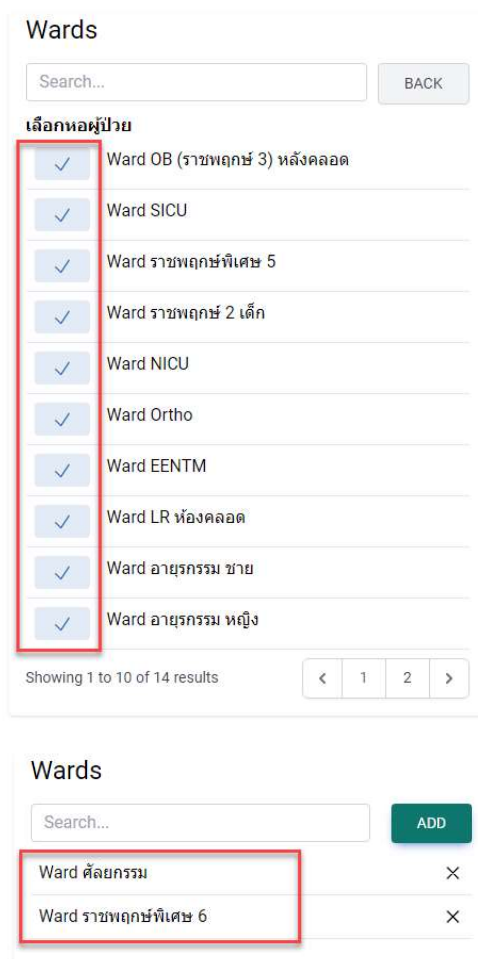 Wards
Search...
BACK
เลือกหอผู้ป่วย
Ward OB (ราชพฤกษ์ 3) หลังคลอด
Ward SICU
Ward ราชพฤกษ์พิเศษ 5
Ward ราชพฤกษ์ 2 เด็ก
Ward NICU
Ward Ortho
Ward EENTM
Ward LR ห้องคลอด
Ward อายุรกรรม ชาย
Ward อายุรกรรม หญิง
Showing 1 to 10 of 14 results
1 2
Wards
Search...
ADD
Ward ศัลยกรรม
Ward ราชพฤกษ์พิเศษ 6